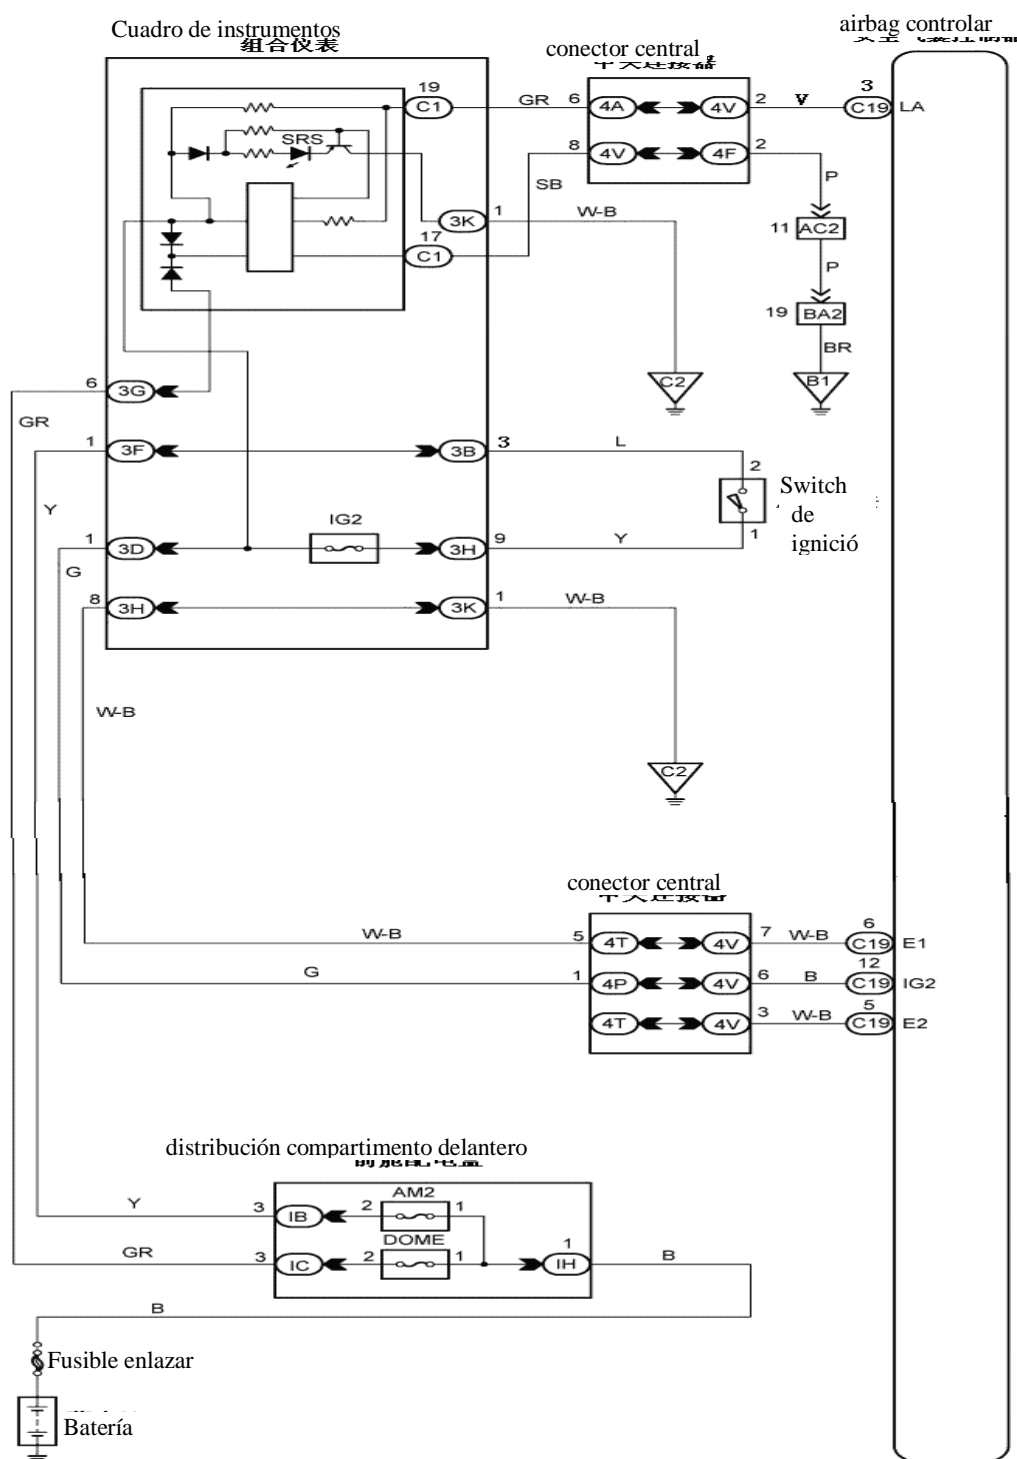 Cuadro de instrumentos
组合仪表
conector central
airbag controlar
19
C1
GR
6
4A
4V
2
V
3
C19
LA
SRS
8
4V
4F
2
SB
P
1
3K
W-B
11
AC2
17
C1
P
19
BA2
BR
C2
B1
6
3G
GR
1
3F
3B
3
L
2
Switch
de
ignició
1
Y
IG2
1
3D
3H
9
Y
G
8
3H
3K
1
W-B
W-B
C2
conector central
W-B
5
4T
4V
7
W-B
6
C19
E1
G
1
4P
4V
6
B
12
C19
IG2
4T
4V
3
W-B
5
C19
E2
distribución compartimento delantero
Y
3
IB
2
AM2
1
GR
3
IC
2
DOME
1
1
IH
B
B
Fusible enlazar
Batería